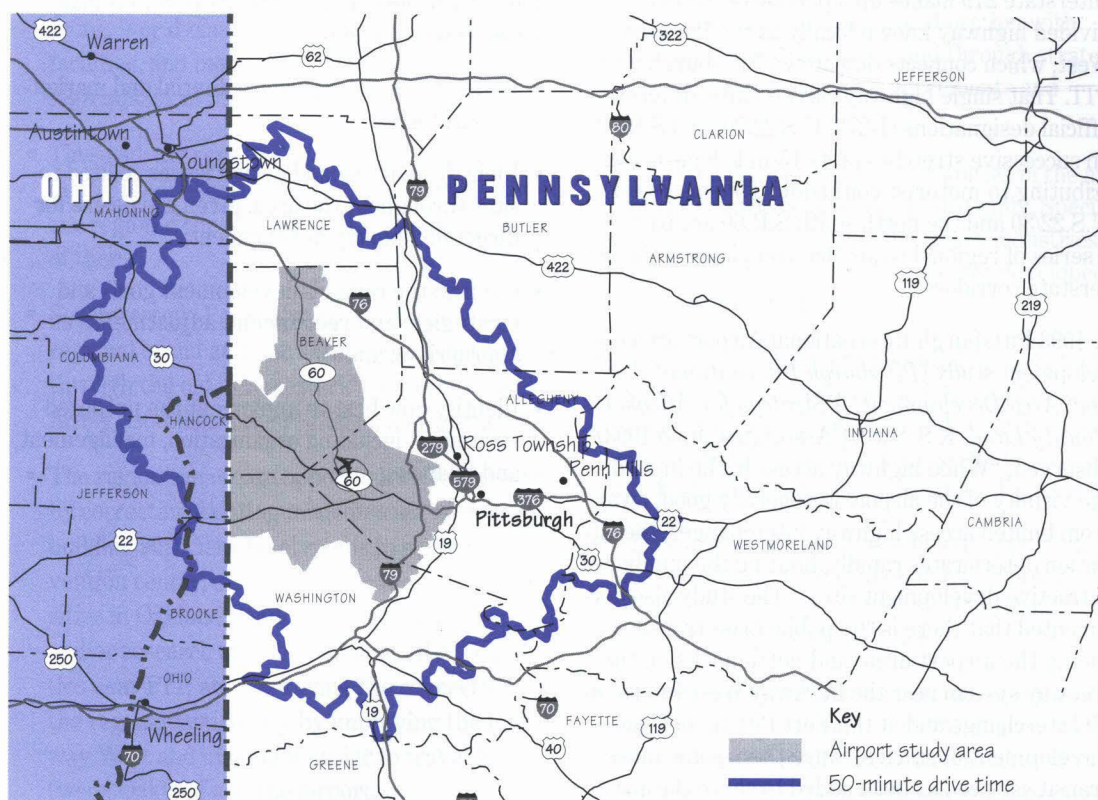 422
Warren
62
322
JEFFERSON
Austintown
80
CLARION
Youngstown
79
OHIO
PENNSYLVANIA
MAHONING
LAWRENCE
BUTLER
422
ARMSTRONG
119
219
76
BEAVER
COLUMBIANA
30
60
ALLEGHENY
HANCOCK
279
Ross Township
INDIANA
Penn Hills
579
60
JEFFERSON
376
Pittsburgh
22
CAMBRIA
22
19
76
WESTMORELAND
30
79
WASHINGTON
BROOKE
250
OHIO
70
19
FAYETTE
119
Key
Wheeling
40
Airport study area
70
GREENE
50-minute drive time
250